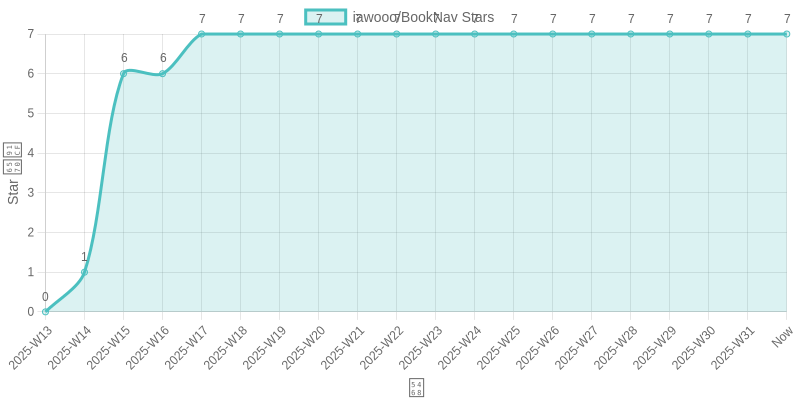 BookNav Stars
7 7 7 7 7 7 7 7 7 7 7 7 7 7 7 7
6 6
1
0
7
6
5
4
3
2
1
0
Star
2025-W13
2025-W14
2025-W15
2025-W16
2025-W17
2025-W18
2025-W19
2025-W20
2025-W21
2025-W22
2025-W23
2025-W24
2025-W25
2025-W26
2025-W27
2025-W28
2025-W29
2025-W30
2025-W31
Now